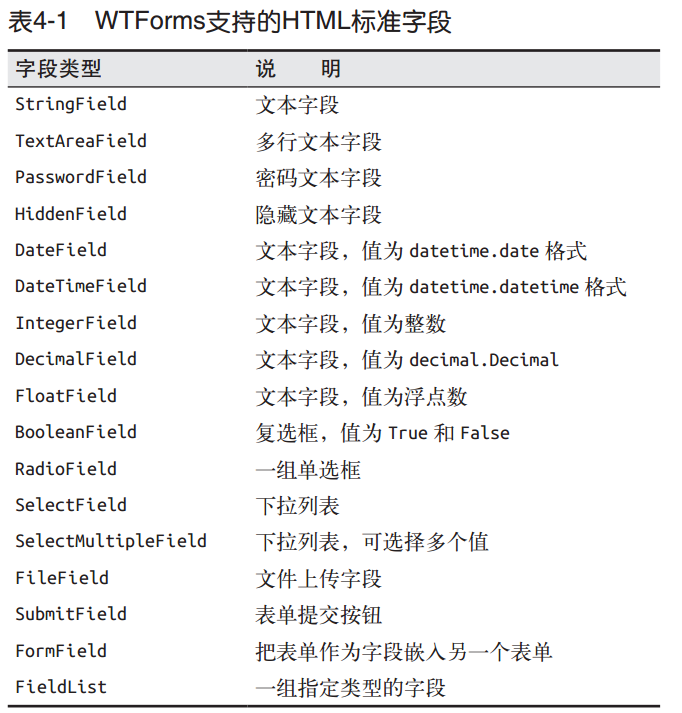 表4-1 WTForms支持的HTML标准字段
字段类型 说 明
StringField 文本字段
TextAreaField 多行文本字段
PasswordField 密码文本字段
HiddenField 隐藏文本字段
DateField 文本字段，值为 datetime.date 格式
DateTimeField 文本字段，值为 datetime.datetime 格式
IntegerField 文本字段，值为整数
DecimalField 文本字段，值为 decimal.Decimal
FloatField 文本字段，值为浮点数
BooleanField 复选框，值为 True 和 False
RadioField 一组单选框
SelectField 下拉列表
SelectMultipleField 下拉列表，可选择多个值
FileField 文件上传字段
SubmitField 表单提交按钮
FormField 把表单作为字段嵌入另一个表单
FieldList 一组指定类型的字段